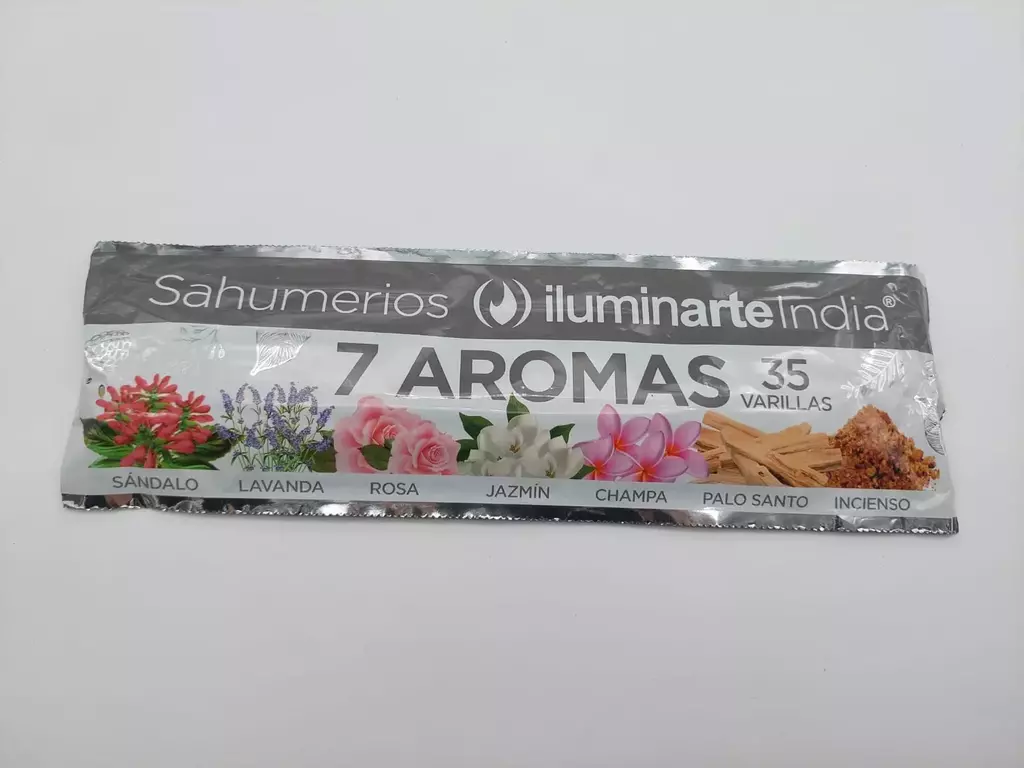 Sahumerios iluminarteIndia®
7 AROMAS 35 VARILLAS
SÁNDALO LAVANDA ROSA JAZMÍN CHAMPA PALO SANTO INCIENSO